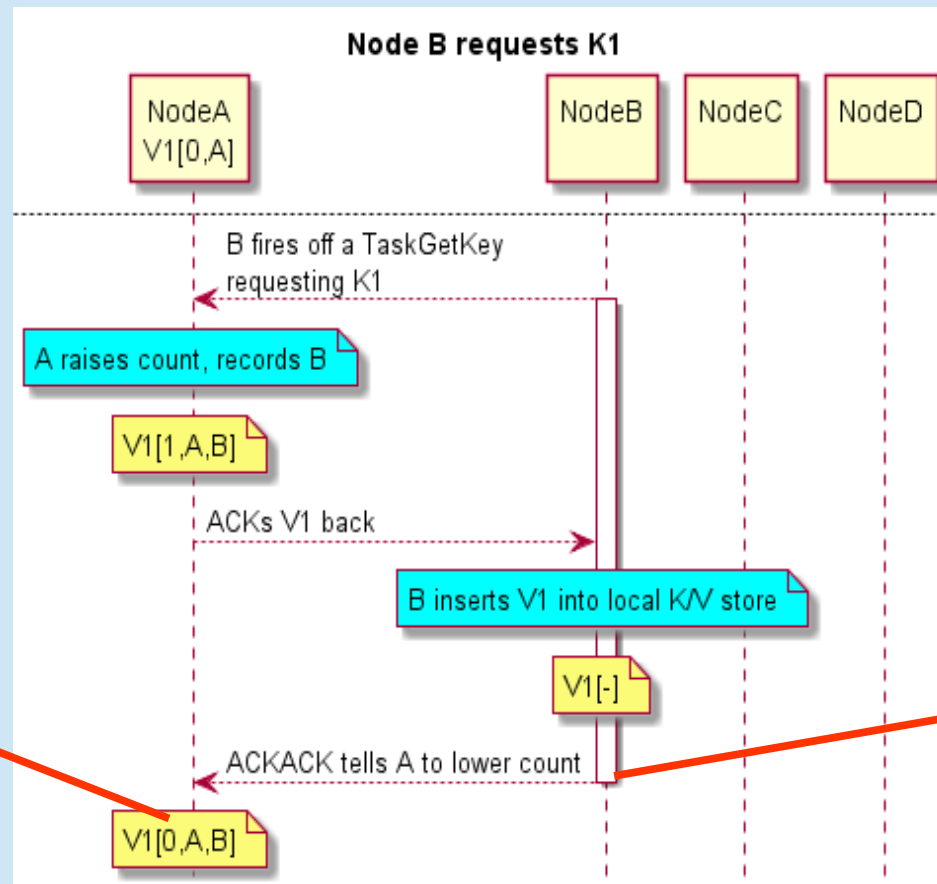 Node B requests K1
NodeA
V1[0,A]
NodeB
NodeC
NodeD
B fires off a TaskGetKey
requesting K1
A raises count, records B
V1[1,A,B]
ACKs V1 back
B inserts V1 into local K/V store
V1[-]
ACKACK tells A to lower count
V1[0,A,B]